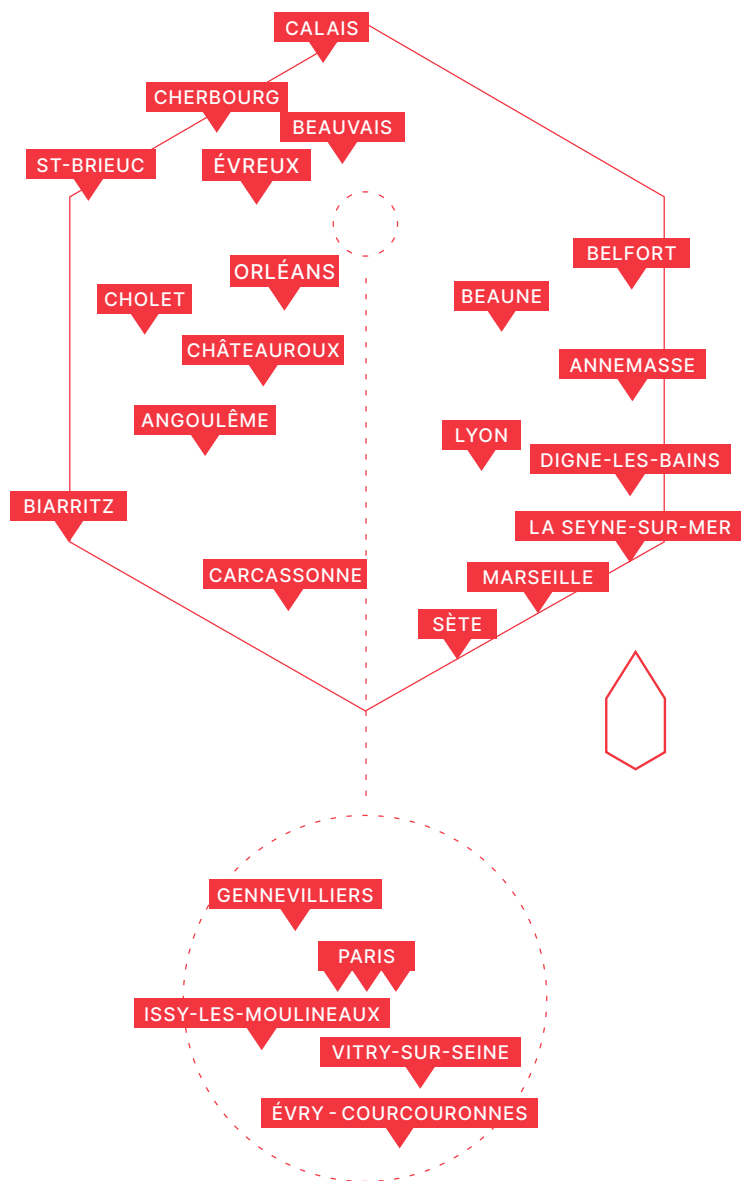 CALAIS
CHERBOURG
BEAUVAIS
ST-BRIEUC
ÉVREUX
BELFORT
ORLÉANS
CHOLET
BEAUNE
CHÂTEAUROUX
ANNEMASSE
ANGOULÊME
LYON
DIGNE-LES-BAINS
BIARRITZ
LA SEYNE-SUR-MER
CARCASSONNE
MARSEILLE
SÈTE
GENNEVILLIERS
PARIS
ISSY-LES-MOULINEAUX
VITRY-SUR-SEINE
ÉVRY - COURCOURONNES